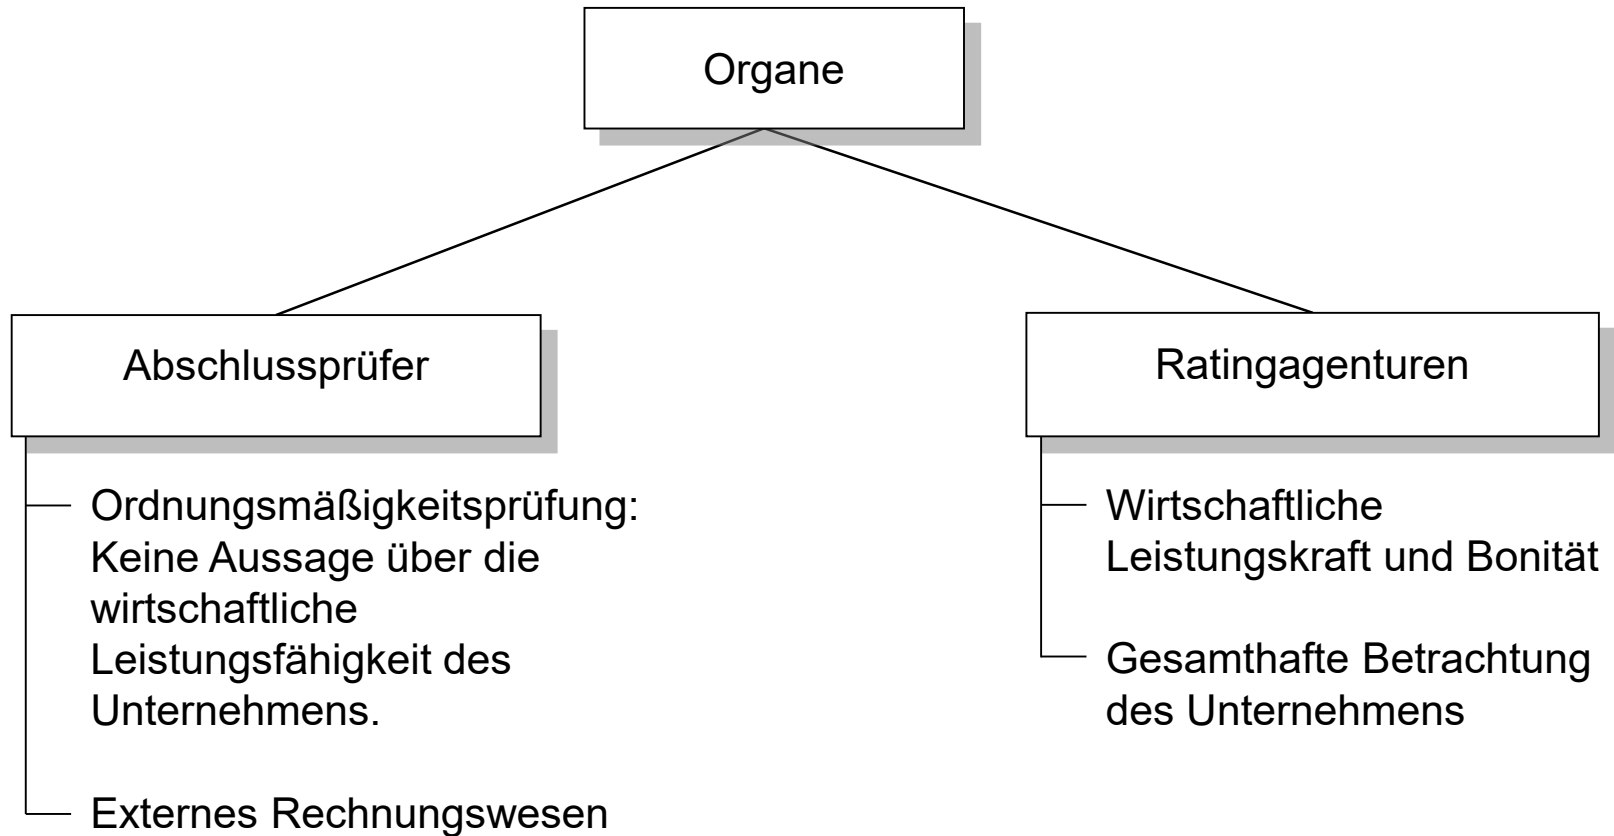 Organe
Abschlussprüfer
Ordnungsmäßigkeitsprüfung:
Keine Aussage über die
wirtschaftliche
Leistungsfähigkeit des
Unternehmens.
Externes Rechnungswesen
Ratingagenturen
Wirtschaftliche
Leistungskraft und Bonität
Gesamthafte Betrachtung
des Unternehmens